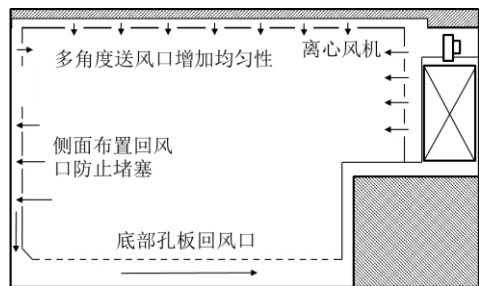 多角度送风口增加均匀性
离心风机
侧面布置回风
口防止堵塞
底部孔板回风口